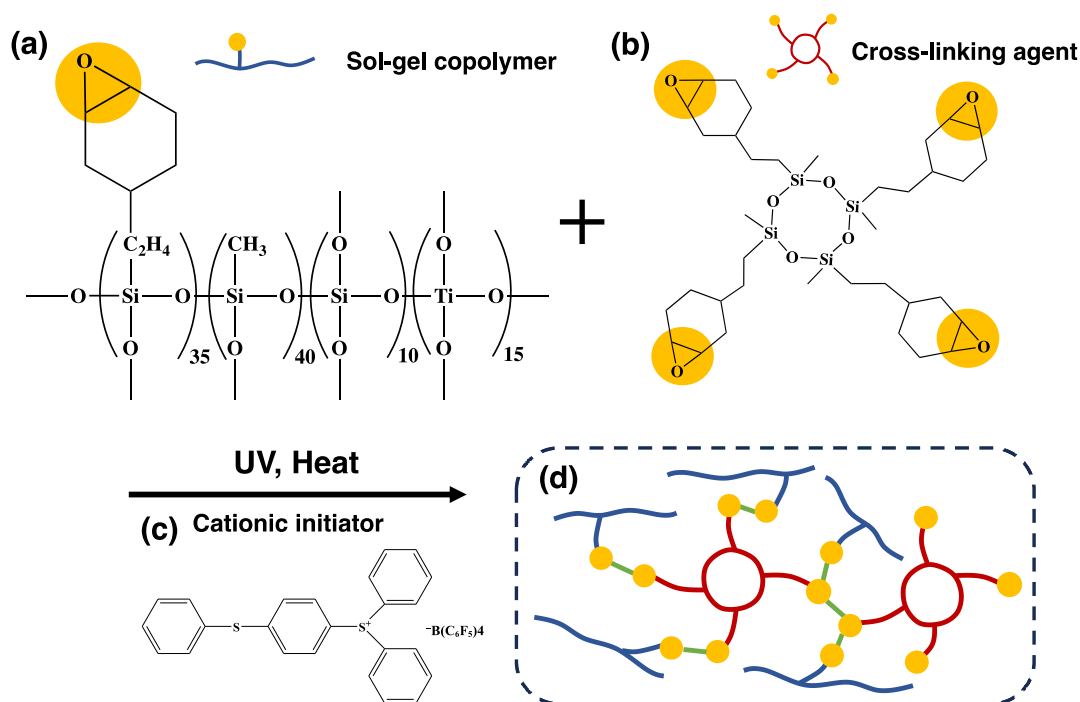 (a)
Sol-gel copolymer
(b)
Cross-linking agent
O
O
O
O
O
Si
O
Si
O
Si
O
Si
O
C₂H₄
CH₃
O
O
O
Si
O
Si
O
Si
O
Ti
O
O
O
O
O
35
40
10
15
UV, Heat
(c) Cationic initiator
S
S⁺
⁻B(C₆F₅)4
(d)